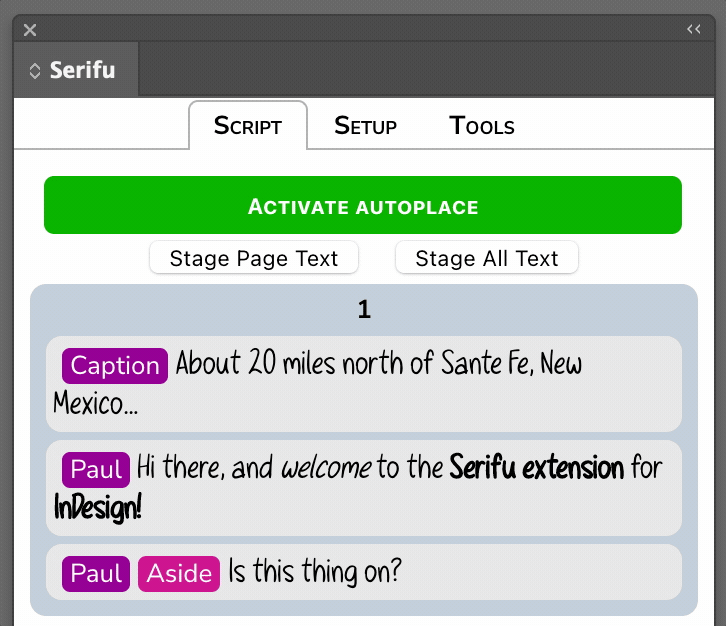 Serifu
Script Setup Tools
Activate autoplace
Stage Page Text Stage All Text
1
Caption About 20 miles north of Sante Fe, New
Mexico...
Paul Hi there, and welcome to the Serifu extension for
InDesign!
Paul Aside Is this thing on?